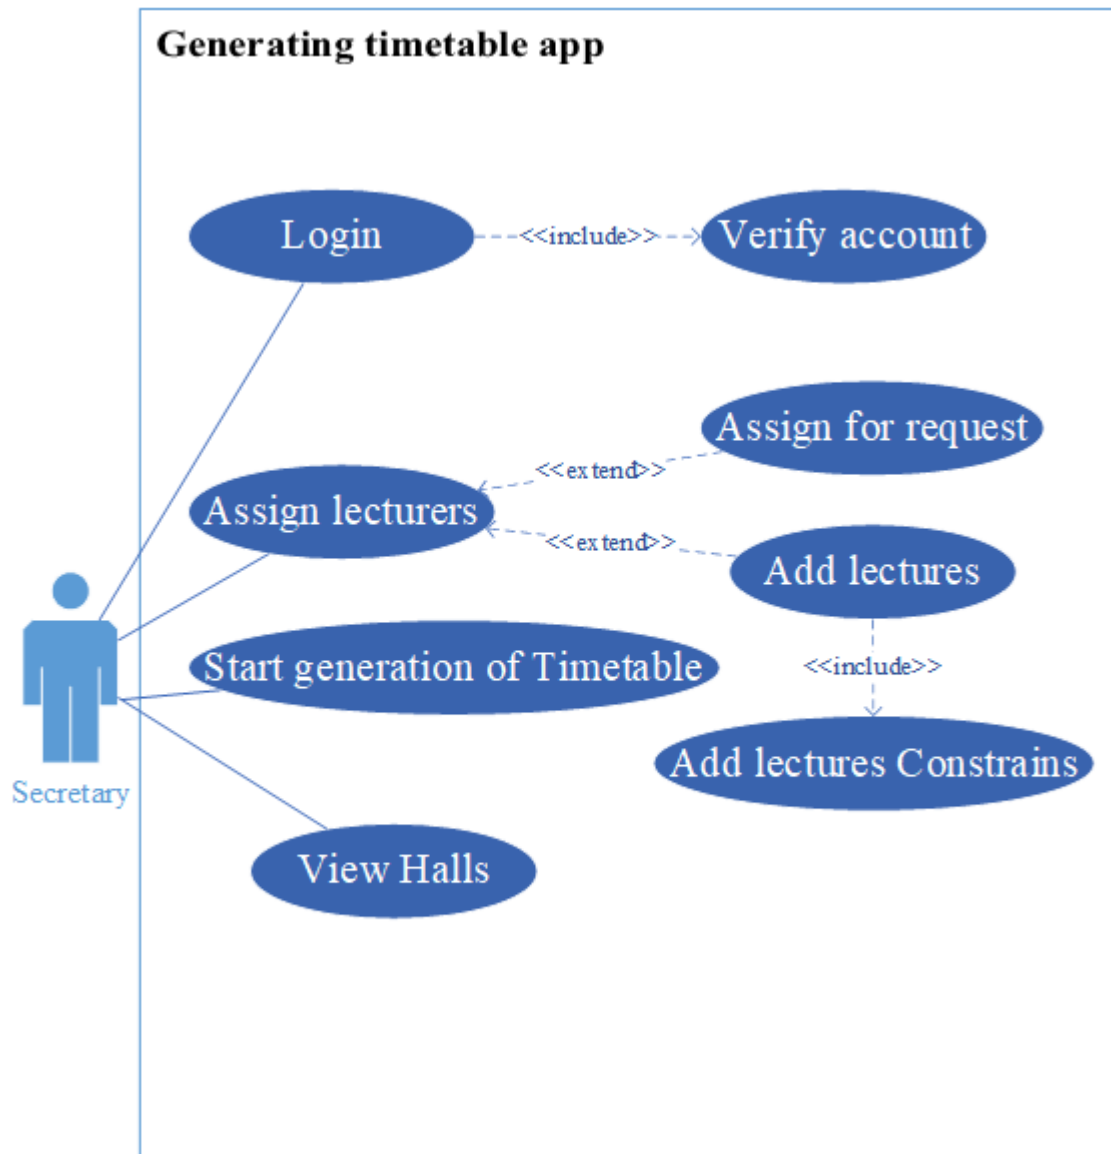 Generating timetable app
Login
<<include>>
Verify account
Assign for request
<<extend>>
Assign lecturers
<<extend>>
Add lectures
Start generation of Timetable
<<include>>
Add lectures Constrains
Secretary
View Halls